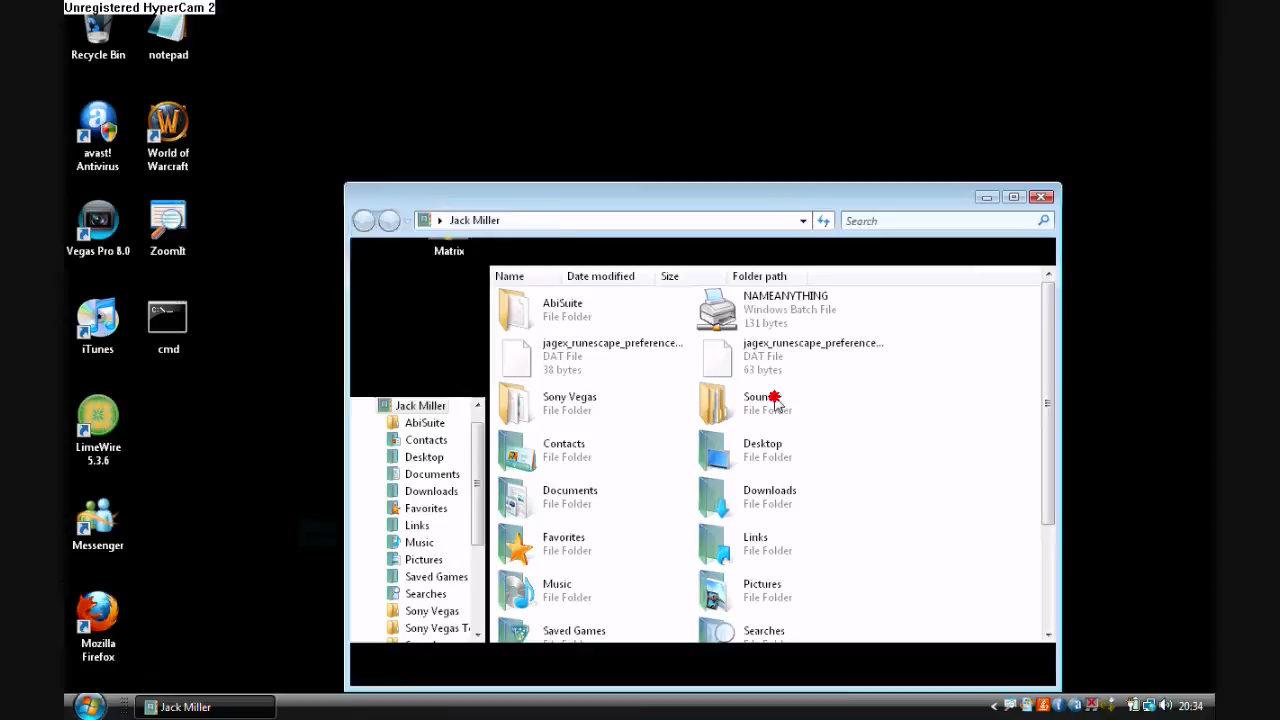 Unregistered HyperCam 2
Recycle Bin
notepad
avast!
Antivirus
World of
Warcraft
Vegas Pro 8.0
ZoomIt
iTunes
cmd
LimeWire
5.3.6
Messenger
Mozilla
Firefox
Jack Miller
Search
Matrix
Name
Date modified
Size
Folder path
AbiSuite
File Folder
NAMEANYTHING
Windows Batch File
131 bytes
jagex_runescape_preference...
DAT File
38 bytes
jagex_runescape_preference...
DAT File
63 bytes
Sony Vegas
File Folder
File Folder
Contacts
File Folder
Desktop
File Folder
Documents
File Folder
Downloads
File Folder
Favorites
File Folder
Links
File Folder
Music
File Folder
Pictures
File Folder
Saved Games
Searches
Jack Miller
AbiSuite
Contacts
Desktop
Documents
Downloads
Favorites
Links
Music
Pictures
Saved Games
Searches
Sony Vegas
Sony Vegas T
Jack Miller
20:34